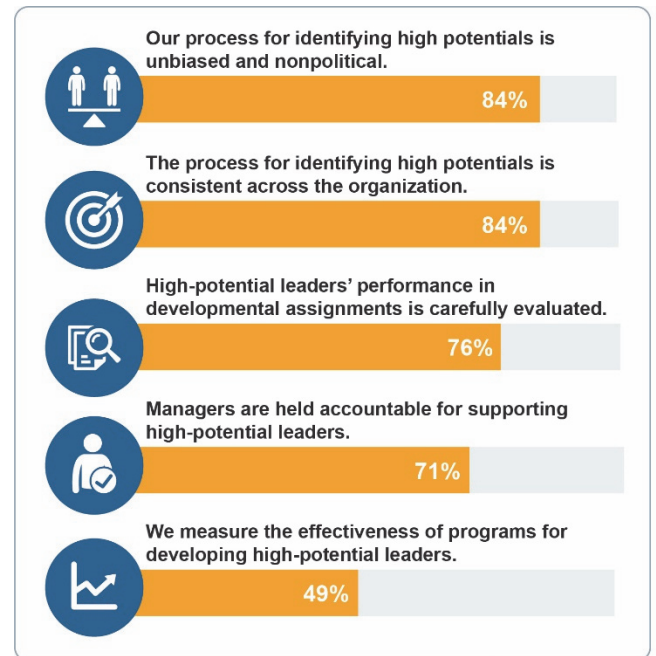 Our process for identifying high potentials is
unbiased and nonpolitical.
84%
The process for identifying high potentials is
consistent across the organization.
84%
High-potential leaders’ performance in
developmental assignments is carefully evaluated.
76%
Managers are held accountable for supporting
high-potential leaders.
71%
We measure the effectiveness of programs for
developing high-potential leaders.
49%